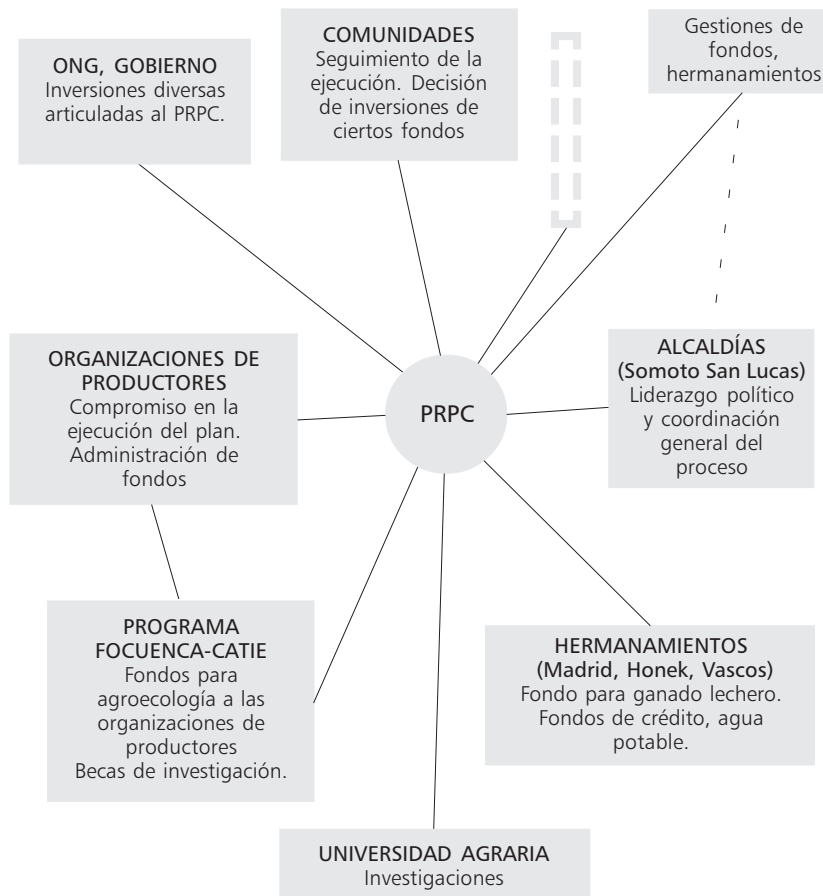 ONG, GOBIERNO
Inversiones diversas
articuladas al PRPC.
COMUNIDADES
Seguimiento de la
ejecución. Decisión
de inversiones de
ciertos fondos
Gestiones de
fondos,
hermanamientos
ORGANIZACIONES DE
PRODUCTORES
Compromiso en la
ejecución del plan.
Administración de
fondos
PRPC
ALCALDÍAS
(Somoto San Lucas)
Liderazgo político
y coordinación
general del
proceso
PROGRAMA
FOCUENCA-CATIE
Fondos para
agroecología a las
organizaciones de
productores
Becas de investigación.
HERMANAMIENTOS
(Madrid, Honek, Vascos)
Fondo para ganado lechero.
Fondos de crédito, agua
potable.
UNIVERSIDAD AGRARIA
Investigaciones